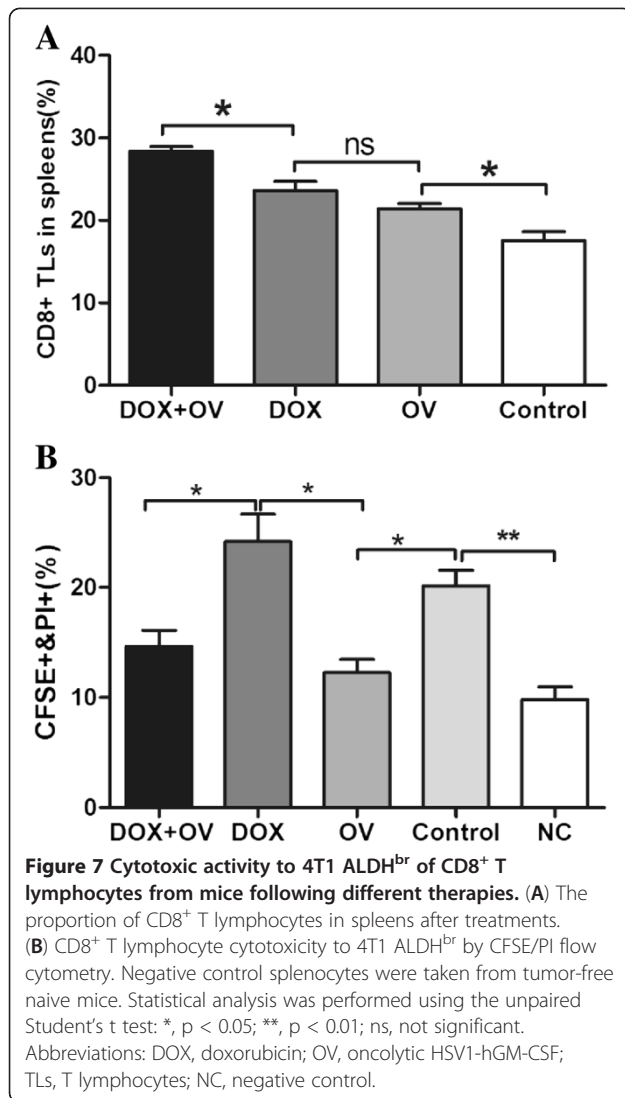 A
CD8+ TLs in spleens(%)
40
30
20
10
0
*
ns
*
DOX+OV DOX OV Control
B
CFSE+&PI+(%)
30
20
10
0
*
*
*
**
DOX+OV DOX OV Control NC
Figure 7 Cytotoxic activity to 4T1 ALDHbr of CD8+ T
lymphocytes from mice following different therapies. (A) The
proportion of CD8+ T lymphocytes in spleens after treatments.
(B) CD8+ T lymphocyte cytotoxicity to 4T1 ALDHbr by CFSE/PI flow
cytometry. Negative control splenocytes were taken from tumor-free
naive mice. Statistical analysis was performed using the unpaired
Student's t test: *, p < 0.05; **, p < 0.01; ns, not significant.
Abbreviations: DOX, doxorubicin; OV, oncolytic HSV1-hGM-CSF;
TLs, T lymphocytes; NC, negative control.